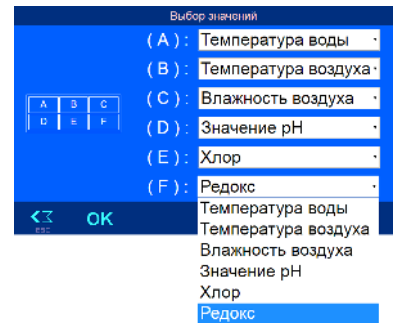 Выбор значений
(A): Температура воды
(B): Температура воздуха
(C): Влажность воздуха
(D): Значение pH
(E): Хлор
(F): Редокс
A B C
D E F
ESC OK
Температура воды
Температура воздуха
Влажность воздуха
Значение pH
Хлор
Редокс